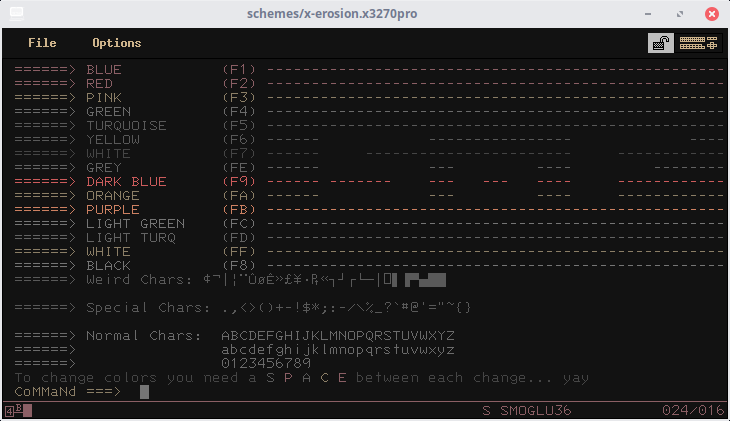 schemes/x-erosion.x3270pro
File Options
======> BLUE (F1) ------------------------------------------------------------
======> RED (F2) ------------------------------------------------------------
======> PINK (F3) ------------------------------------------------------------
======> GREEN (F4) ------------------------------------------------------------
======> TURQUOISE (F5) ------------------------------------------------------------
======> YELLOW (F6) ------ --- --- ------------
======> WHITE (F7) ------ --- --- ------------
======> GREY (FE) ------ --- --- ------------
======> DARK BLUE (F9) ------ ------- --- --- ------------
======> ORANGE (FA) ------ ------- --- --- ------------
======> PURPLE (FB) ------ ------- --- --- ------------
======> LIGHT GREEN (FC) ------------------------------------------------------------
======> LIGHT TURQ (FD) ------------------------------------------------------------
======> WHITE (FF) ------------------------------------------------------------
======> BLACK (F8) ------------------------------------------------------------
======> Weird Chars:
======> Special Chars: .,<>()+-!$*;:-/\%_?`#@'="~{}
======> Normal Chars: ABCDEFGHIJKLMNOPQRSTUVWXYZ
======> abcdefghijklmnopqrstuvwxyz
======> 0123456789
To change colors you need a S P A C E between each change... yay
CoMMaNd ===>
4 B S SMOGLU36 024/016